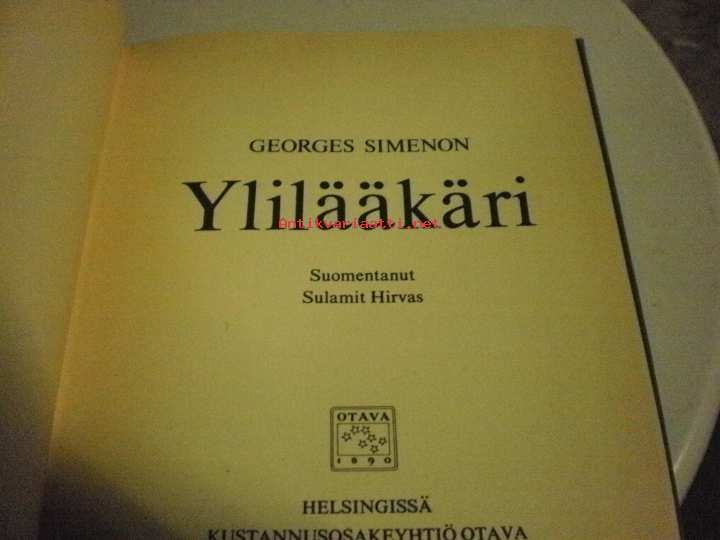 GEORGES SIMENON
Ylilääkäri
Antikvariaatti.net
Suomentanut
Sulamit Hirvas
OTAVA
1890
HELSINGISSÄ
KUSTANNUSOSAKEYHTIÖ OTAVA